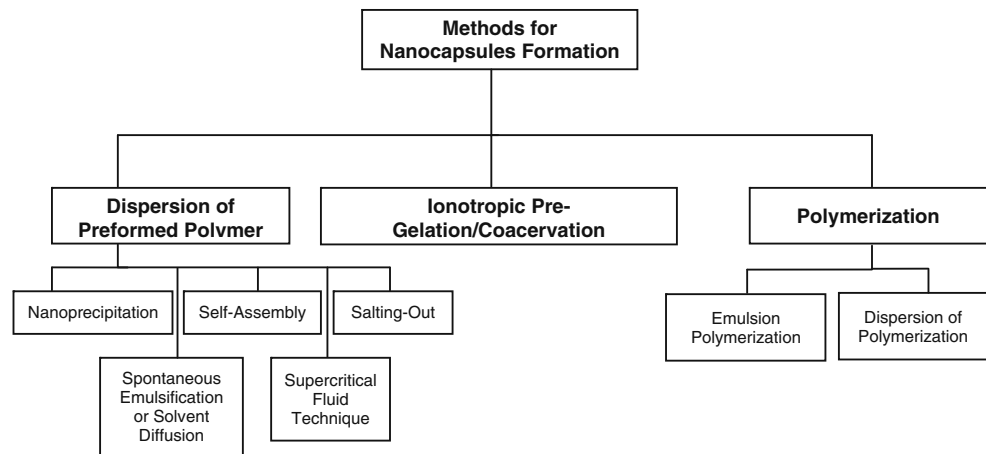 Methods for
Nanocapsules Formation
Dispersion of
Preformed Polvmer
Ionotropic Pre-
Gelation/Coacervation
Polymerization
Nanoprecipitation
Self-Assembly
Salting-Out
Spontaneous
Emulsification
or Solvent
Diffusion
Supercritical
Fluid
Technique
Emulsion
Polymerization
Dispersion of
Polymerization